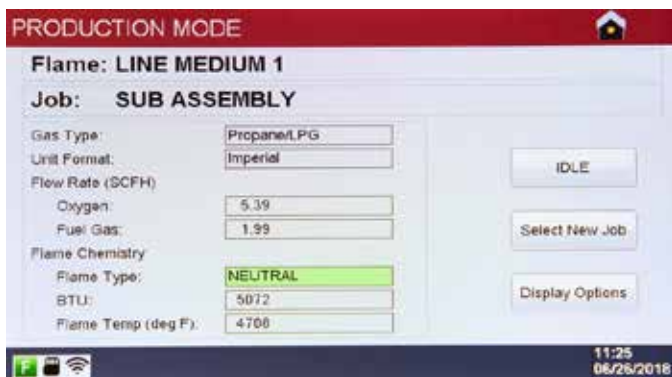 PRODUCTION MODE
Flame: LINE MEDIUM 1
Job: SUB ASSEMBLY
Gas Type: Propane/LPG
Unit Format: Imperial
IDLE
Flow Rate (SCFH)
Oxygen: 5.39
Fuel Gas: 1.99
Select New Job
Flame Chemistry
Flame Type: NEUTRAL
BTU: 5072
Display Options
Flame Temp (deg F): 4708
F
11:25
06/26/2018